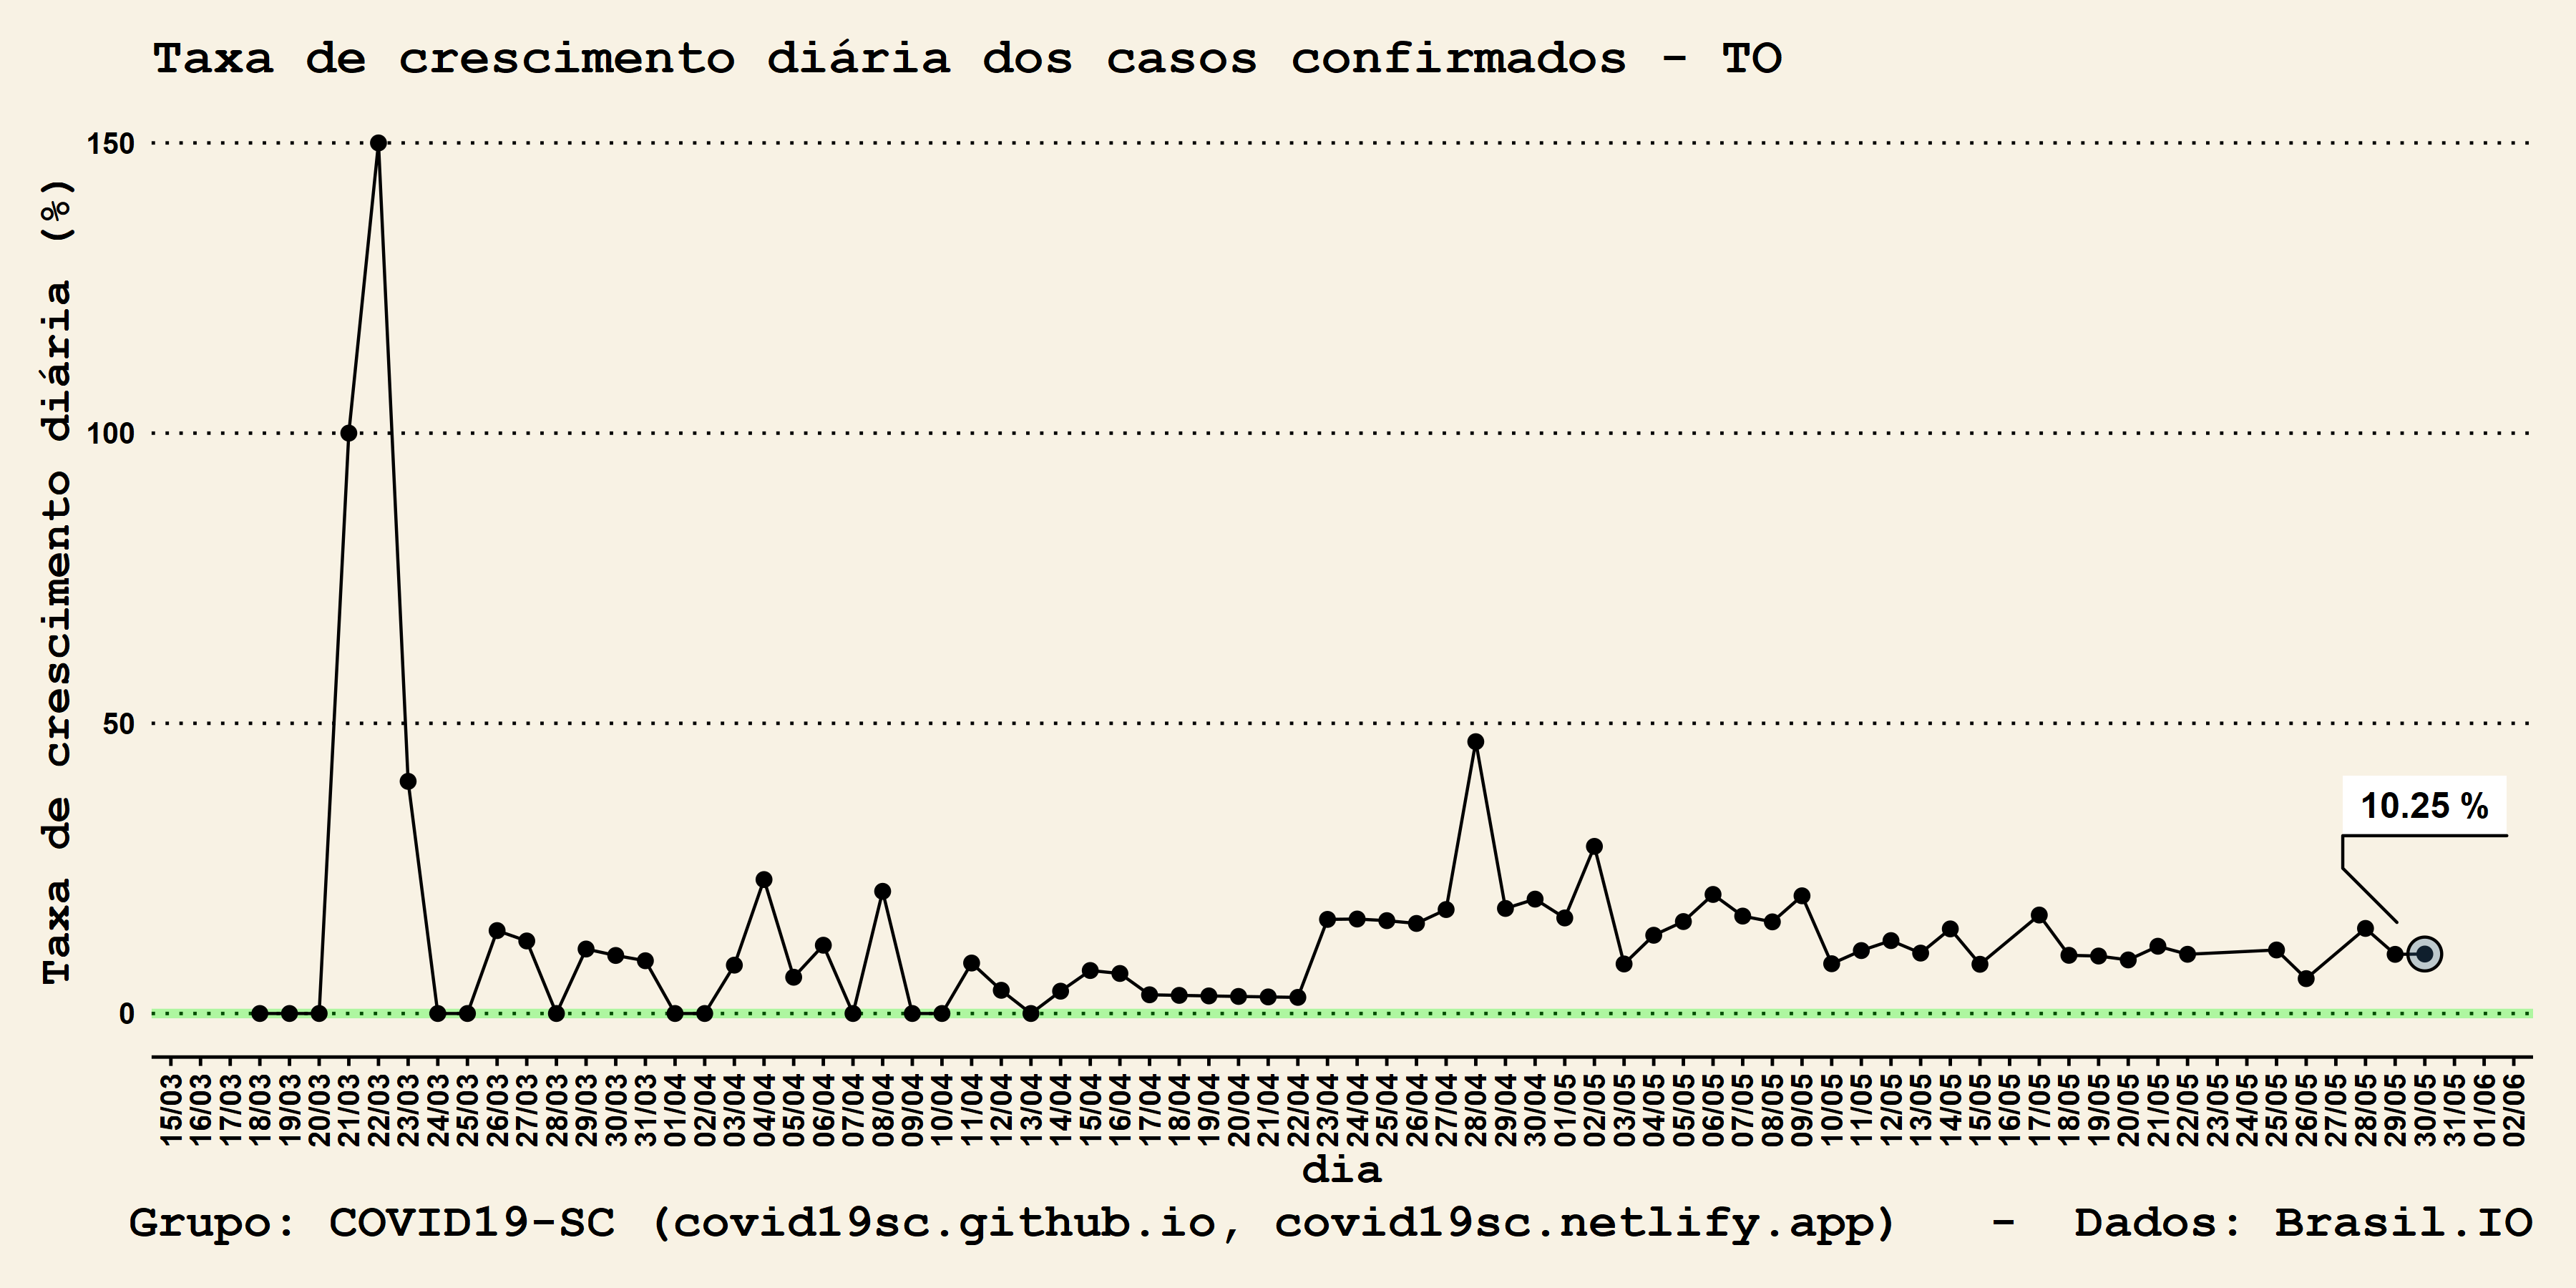 Taxa de crescimento diária dos casos confirmados - TO
Taxa de crescimento diária (%)
150
100
50
0
10.25 %
15/03 16/03 17/03 18/03 19/03 20/03 21/03 22/03 23/03 24/03 25/03 26/03 27/03 28/03 29/03 30/03 31/03 01/04 02/04 03/04 04/04 05/04 06/04 07/04 08/04 09/04 10/04 11/04 12/04 13/04 14/04 15/04 16/04 17/04 18/04 19/04 20/04 21/04 22/04 23/04 24/04 25/04 26/04 27/04 28/04 29/04 30/04 01/05 02/05 03/05 04/05 05/05 06/05 07/05 08/05 09/05 10/05 11/05 12/05 13/05 14/05 15/05 16/05 17/05 18/05 19/05 20/05 21/05 22/05 23/05 24/05 25/05 26/05 27/05 28/05 29/05 30/05 31/05 01/06 02/06
dia
Grupo: COVID19-SC (covid19sc.github.io, covid19sc.netlify.app) - Dados: Brasil.IO